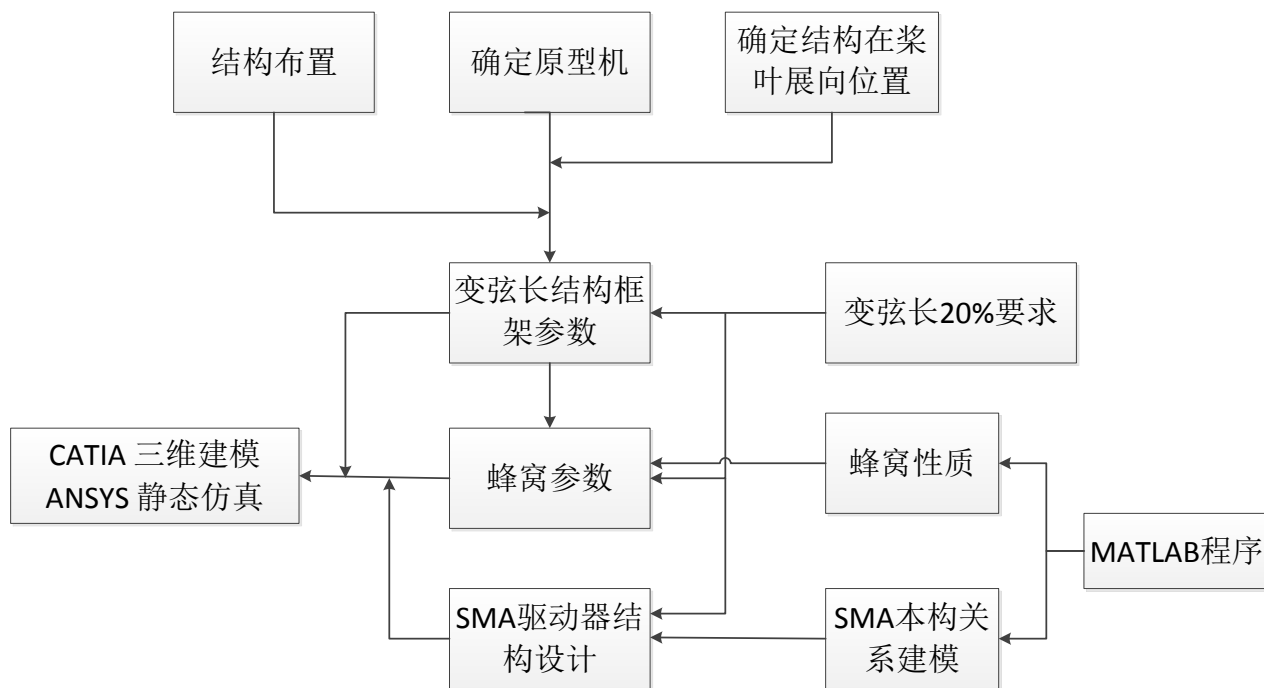 结构布置
确定原型机
确定结构在桨
叶展向位置
变弦长结构框
架参数
变弦长20%要求
CATIA 三维建模
ANSYS 静态仿真
蜂窝参数
蜂窝性质
MATLAB程序
SMA驱动器结
构设计
SMA本构关
系建模